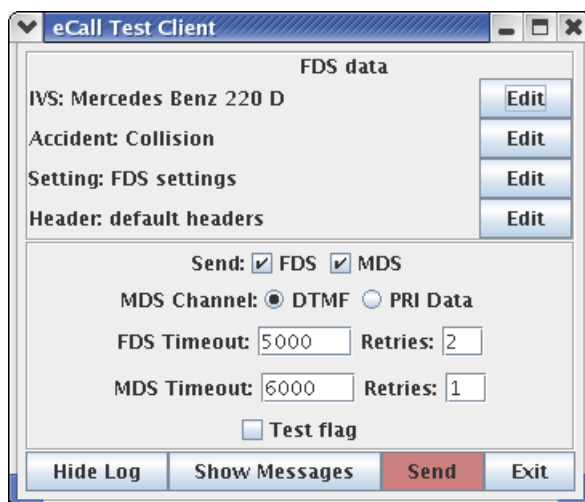 eCall Test Client
FDS data
IVS: Mercedes Benz 220 D Edit
Accident: Collision Edit
Setting: FDS settings Edit
Header: default headers Edit
Send: FDS MDS
MDS Channel: DTMF PRI Data
FDS Timeout: 5000 Retries: 2
MDS Timeout: 6000 Retries: 1
Test flag
Hide Log Show Messages Send Exit